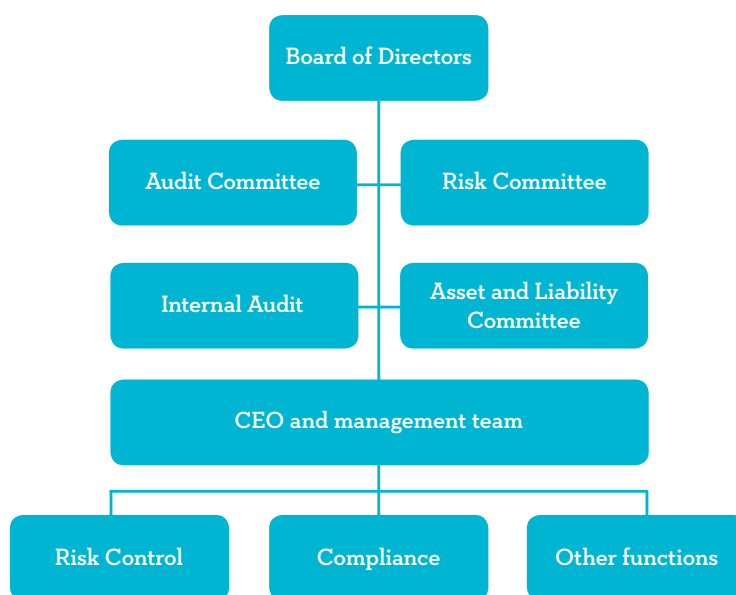 Board of Directors
Audit Committee
Risk Committee
Internal Audit
Asset and Liability
Committee
CEO and management team
Risk Control
Compliance
Other functions